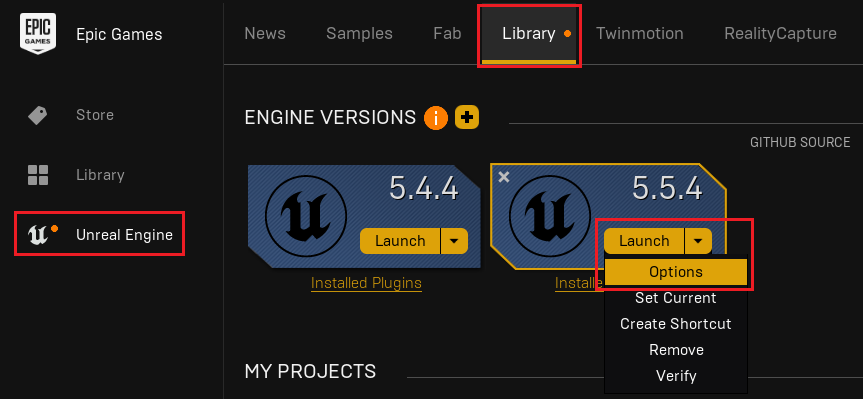 EPIC
GAMES
Epic Games
News Samples Fab Library Twinmotion RealityCapture
Store
Library
Unreal Engine
ENGINE VERSIONS i
GITHUB SOURCE
5.4.4
Launch
Installed Plugins
5.5.4
Launch
Installe
Options
Set Current
Create Shortcut
Remove
Verify
MY PROJECTS